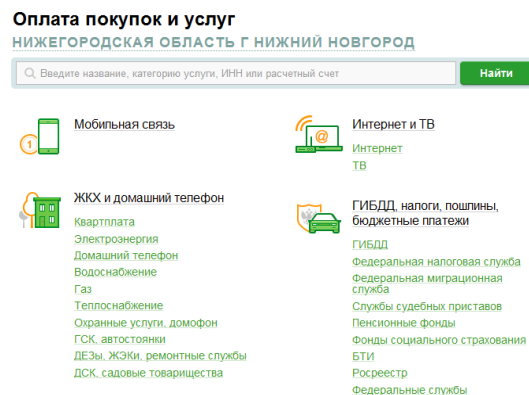 Оплата покупок и услуг
НИЖЕГОРОДСКАЯ ОБЛАСТЬ Г НИЖНИЙ НОВГОРОД
Введите название, категорию услуги, ИНН или расчетный счет
Найти
1
Мобильная связь
ЖКХ и домашний телефон
Квартплата
Электроэнергия
Домашний телефон
Водоснабжение
Газ
Теплоснабжение
Охранные услуги, домофон
ГСК, автостоянки
ДЕЗы, ЖЭКи, ремонтные службы
ДСК, садовые товарищества
@
Интернет и ТВ
Интернет
ТВ
ГИБДД, налоги, пошлины,
бюджетные платежи
ГИБДД
Федеральная налоговая служба
Федеральная миграционная
служба
Службы судебных приставов
Пенсионные фонды
Фонды социального страхования
БТИ
Росреестр
Федеральные службы